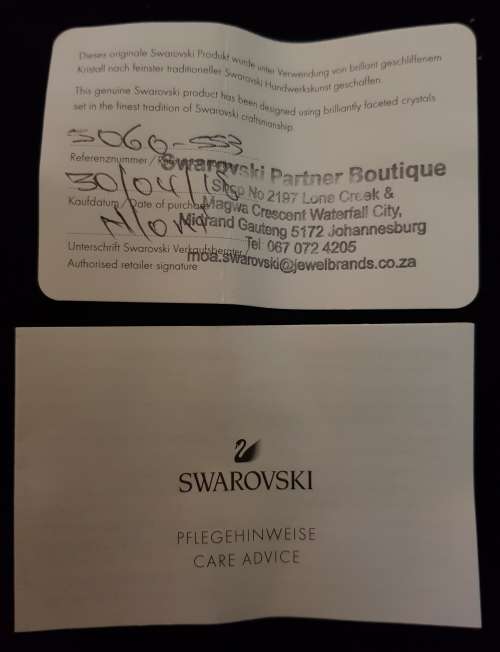 Dieses originale Swarovski Produkt wurde unter Verwendung von brillant geschliffenem
Kristall nach feinster traditioneller Swarovski Handwerkskunst geschaffen.
This genuine Swarovski product has been designed using brilliantly faceted crystals
set in the finest tradition of Swarovski craftsmanship.
5060-553
Referenznummer /
Swarovski Partner Boutique
30/04/18
Shop No 2197 Lone Creek &
Kaufdatum / Date of purchase
Magwa Crescent Waterfall City,
Midrand Gauteng 5172 Johannesburg
Unterschrift Swarovski Verkaufsberater /
Tel: 067 072 4205
Authorised retailer signature
moa.swarovski@jewelbrands.co.za
SWAROVSKI
PFLEGEHINWEISE
CARE ADVICE